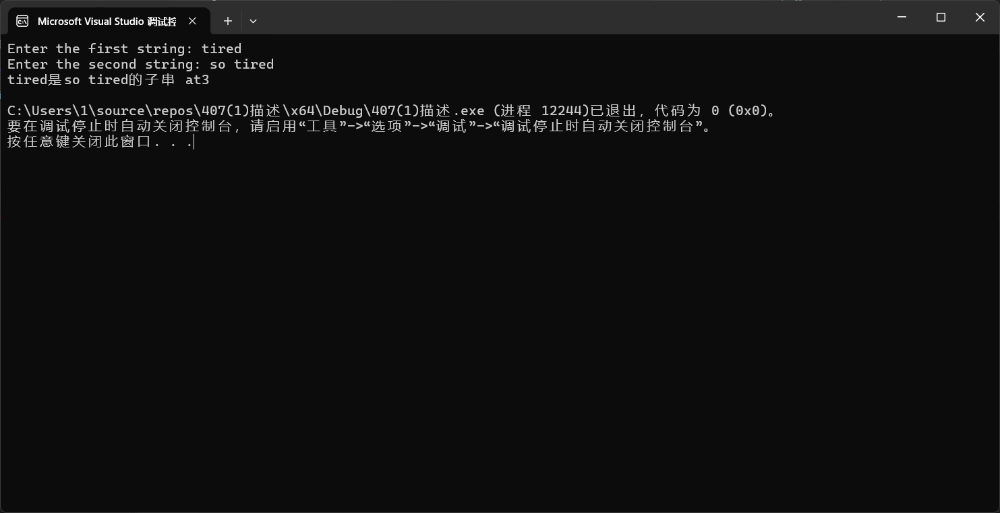 Microsoft Visual Studio 调试控
Enter the first string: tired
Enter the second string: so tired
tired是so tired的子串 at3
C:\Users\1\source\repos\407(1)描述\x64\Debug\407(1)描述.exe (进程 12244)已退出，代码为 0 (0x0)。
要在调试停止时自动关闭控制台，请启用“工具”->“选项”->“调试”->“调试停止时自动关闭控制台”。
按任意键关闭此窗口. . .